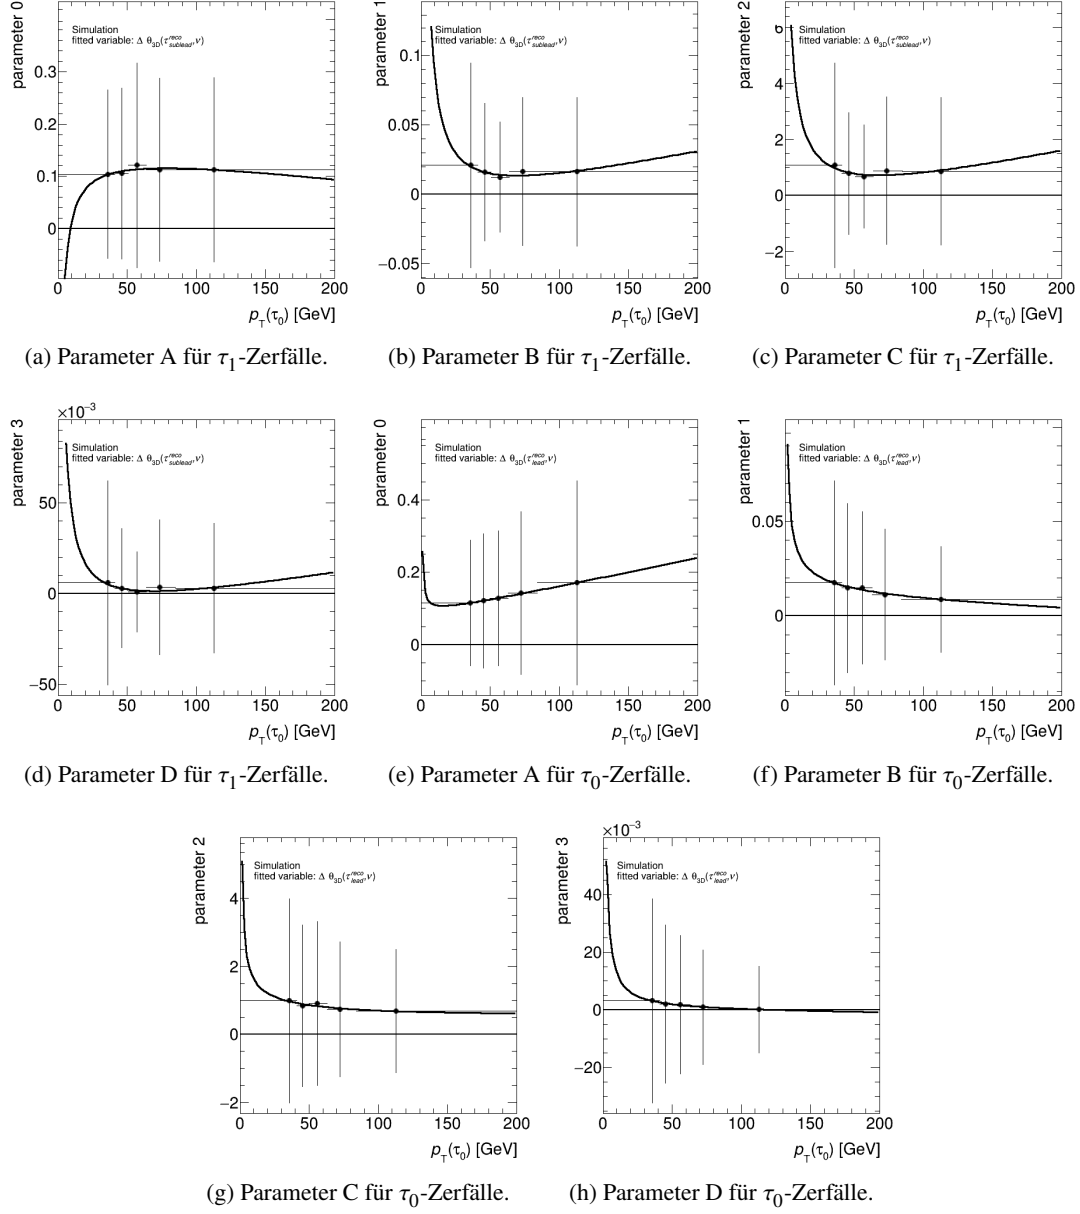 parameter 0
Simulation
fitted variable: Δ θ3D(τ^reco_sublead,ν)
0.3
0.2
0.1
0
0 50 100 150 200
pT(τ0) [GeV]
(a) Parameter A für τ1-Zerfälle.
parameter 1
Simulation
fitted variable: Δ θ3D(τ^reco_sublead,ν)
0.1
0.05
0
−0.05
0 50 100 150 200
pT(τ0) [GeV]
(b) Parameter B für τ1-Zerfälle.
parameter 2
Simulation
fitted variable: Δ θ3D(τ^reco_sublead,ν)
6
4
2
0
−2
0 50 100 150 200
pT(τ0) [GeV]
(c) Parameter C für τ1-Zerfälle.
×10−3
parameter 3
Simulation
fitted variable: Δ θ3D(τ^reco_sublead,ν)
50
0
−50
0 50 100 150 200
pT(τ0) [GeV]
(d) Parameter D für τ1-Zerfälle.
parameter 0
Simulation
fitted variable: Δ θ3D(τ^reco_lead,ν)
0.4
0.2
0
0 50 100 150 200
pT(τ0) [GeV]
(e) Parameter A für τ0-Zerfälle.
parameter 1
Simulation
fitted variable: Δ θ3D(τ^reco_lead,ν)
0.05
0
0 50 100 150 200
pT(τ0) [GeV]
(f) Parameter B für τ0-Zerfälle.
parameter 2
Simulation
fitted variable: Δ θ3D(τ^reco_lead,ν)
4
2
0
−2
0 50 100 150 200
pT(τ0) [GeV]
(g) Parameter C für τ0-Zerfälle.
×10−3
parameter 3
Simulation
fitted variable: Δ θ3D(τ^reco_lead,ν)
40
20
0
−20
0 50 100 150 200
pT(τ0) [GeV]
(h) Parameter D für τ0-Zerfälle.